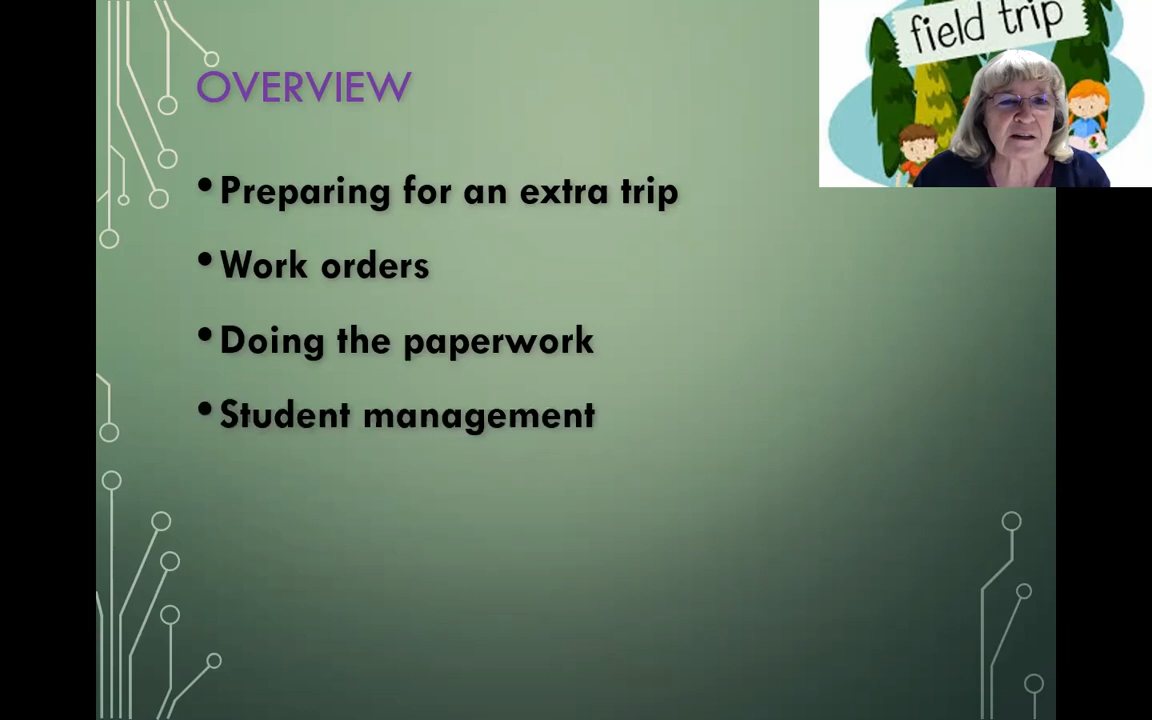 OVERVIEW
field trip
• Preparing for an extra trip
• Work orders
• Doing the paperwork
• Student management